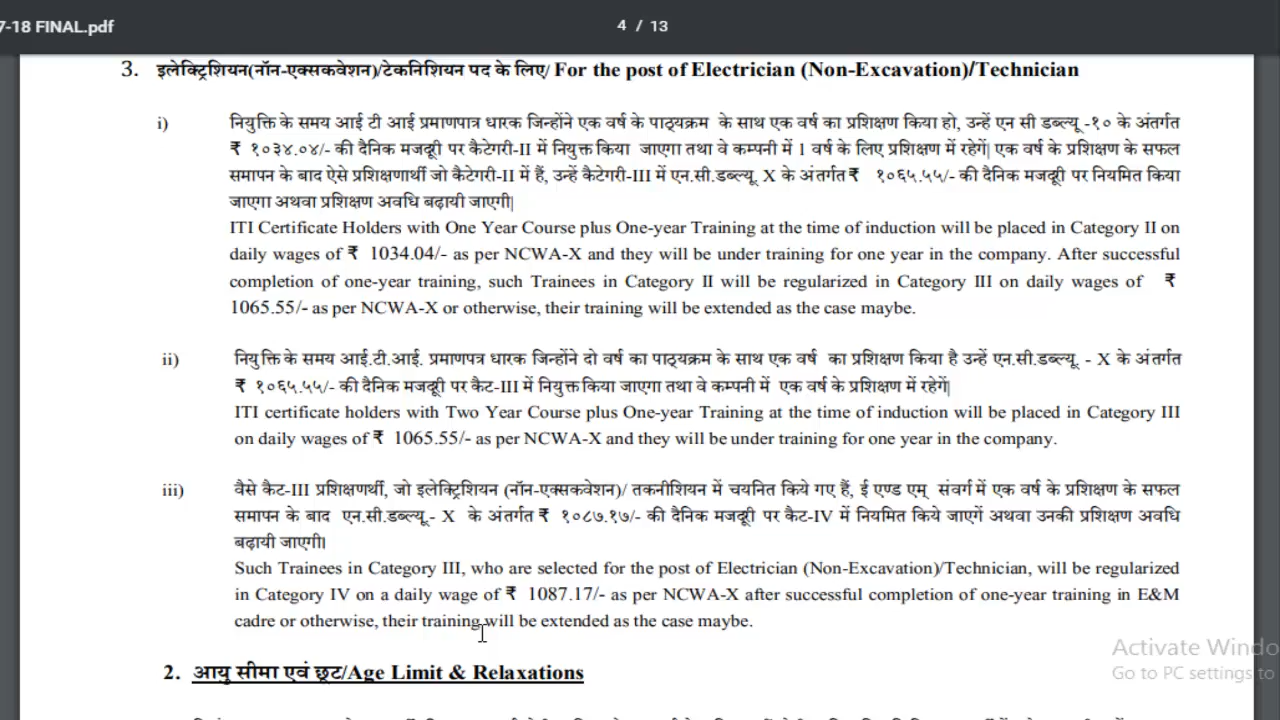 7-18 FINAL.pdf
4 / 13
3. इलेक्ट्रिशियन(नॉन-एक्सकवेशन)/टेकनिशियन पद के लिए/ For the post of Electrician (Non-Excavation)/Technician
i) नियुक्ति के समय आई टी आई प्रमाणपात्र धारक जिन्होंने एक वर्ष के पाठ्यक्रम के साथ एक वर्ष का प्रशिक्षण किया हो, उन्हें एन सी डब्ल्यू -१० के अंतर्गत
₹ १०३४.०४/- की दैनिक मजदूरी पर कैटेगरी-II में नियुक्त किया जाएगा तथा वे कम्पनी में 1 वर्ष के लिए प्रशिक्षण में रहेगें| एक वर्ष के प्रशिक्षण के सफल
समापन के बाद ऐसे प्रशिक्षणार्थी जो कैटेगरी-II में हैं, उन्हें कैटेगरी-III में एन.सी.डब्ल्यू. X के अंतर्गत ₹ १०६५.५५/- की दैनिक मजदूरी पर नियमित किया
जाएगा अथवा प्रशिक्षण अवधि बढ़ायी जाएगी|
ITI Certificate Holders with One Year Course plus One-year Training at the time of induction will be placed in Category II on
daily wages of ₹ 1034.04/- as per NCWA-X and they will be under training for one year in the company. After successful
completion of one-year training, such Trainees in Category II will be regularized in Category III on daily wages of ₹
1065.55/- as per NCWA-X or otherwise, their training will be extended as the case maybe.
ii) नियुक्ति के समय आई.टी.आई. प्रमाणपत्र धारक जिन्होंने दो वर्ष का पाठ्यक्रम के साथ एक वर्ष का प्रशिक्षण किया है उन्हें एन.सी.डब्ल्यू. - X के अंतर्गत
₹ १०६५.५५/- की दैनिक मजदूरी पर कैट-III में नियुक्त किया जाएगा तथा वे कम्पनी में एक वर्ष के प्रशिक्षण में रहेगें|
ITI certificate holders with Two Year Course plus One-year Training at the time of induction will be placed in Category III
on daily wages of ₹ 1065.55/- as per NCWA-X and they will be under training for one year in the company.
iii) वैसे कैट-III प्रशिक्षणर्थी, जो इलेक्ट्रिशियन (नॉन-एक्सकवेशन)/ तकनीशियन में चयनित किये गए हैं, ई एण्ड एम् संवर्ग में एक वर्ष के प्रशिक्षण के सफल
समापन के बाद एन.सी.डब्ल्यू.- X के अंतर्गत ₹ १०८७.१७/- की दैनिक मजदूरी पर कैट-IV में नियमित किये जाएगें अथवा उनकी प्रशिक्षण अवधि
बढ़ायी जाएगी।
Such Trainees in Category III, who are selected for the post of Electrician (Non-Excavation)/Technician, will be regularized
in Category IV on a daily wage of ₹ 1087.17/- as per NCWA-X after successful completion of one-year training in E&M
cadre or otherwise, their training will be extended as the case maybe.
Activate Windo
Go to PC settings to
2. आयु सीमा एवं छूट/Age Limit & Relaxations